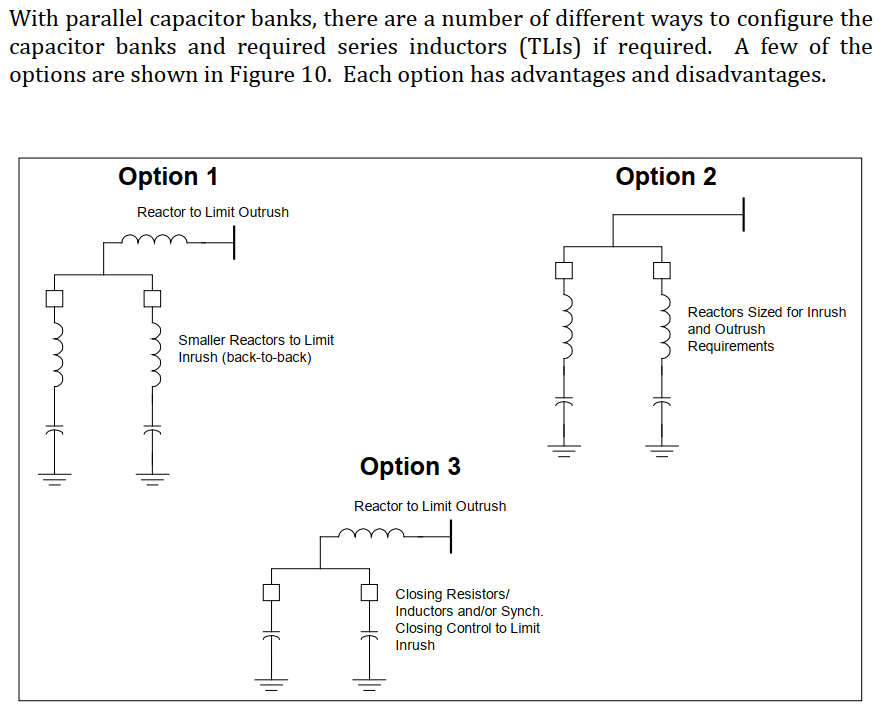 With parallel capacitor banks, there are a number of different ways to configure the
capacitor banks and required series inductors (TLIs) if required. A few of the
options are shown in Figure 10. Each option has advantages and disadvantages.
Option 1
Reactor to Limit Outrush
Smaller Reactors to Limit
Inrush (back-to-back)
Option 2
Reactors Sized for Inrush
and Outrush
Requirements
Option 3
Reactor to Limit Outrush
Closing Resistors/
Inductors and/or Synch.
Closing Control to Limit
Inrush